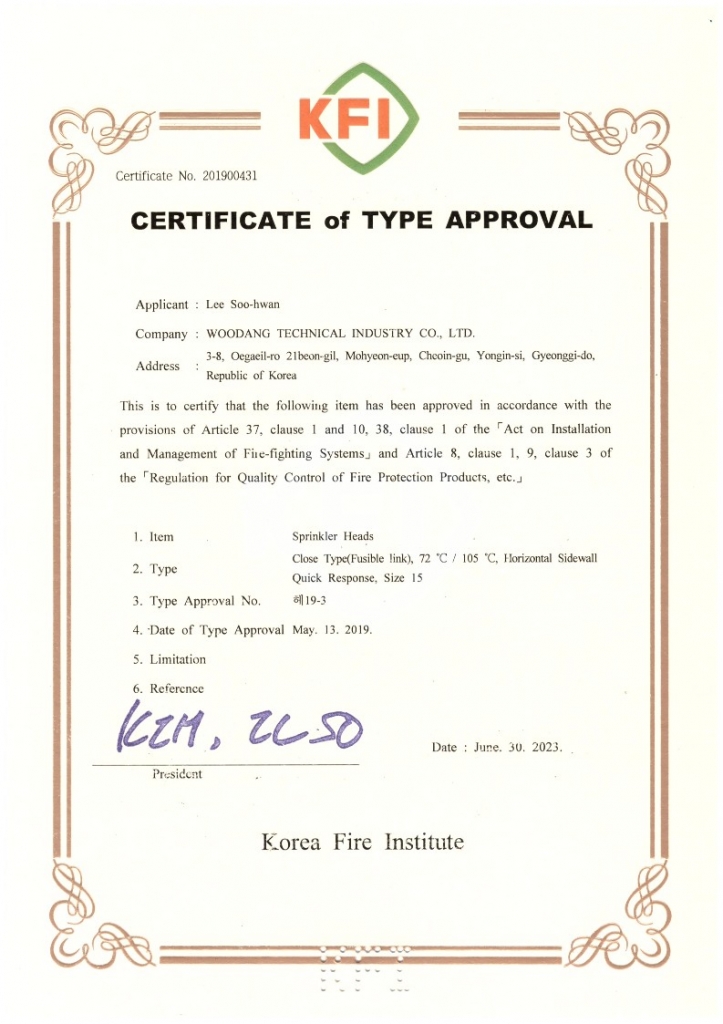 KFI
Certificate No. 201900431
CERTIFICATE of TYPE APPROVAL
Applicant : Lee Soo-hwan
Company : WOODANG TECHNICAL INDUSTRY CO., LTD.
Address : 3-8, Oegaeil-ro 21beon-gil, Mohyeon-eup, Cheoin-gu, Yongin-si, Gyeonggi-do,
Republic of Korea
This is to certify that the following item has been approved in accordance with the
provisions of Article 37, clause 1 and 10, 38, clause 1 of the「Act on Installation
and Management of Fire-fighting Systems」and Article 8, clause 1, 9, clause 3 of
the「Regulation for Quality Control of Fire Protection Products, etc.」
1. Item Sprinkler Heads
2. Type Close Type(Fusible link), 72 ℃ / 105 ℃, Horizontal Sidewall
Quick Response, Size 15
3. Type Approval No. 헤19-3
4. Date of Type Approval May. 13. 2019.
5. Limitation
6. Reference
Date : June. 30. 2023.
President
Korea Fire Institute
KFI